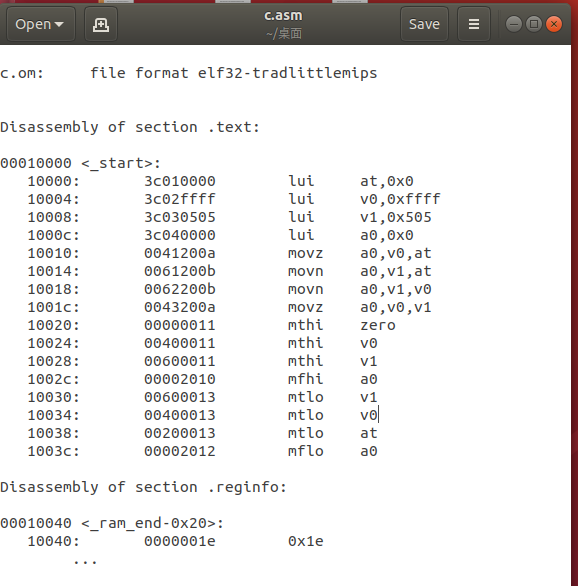 Open
c.asm
~/桌面
Save
c.om:     file format elf32-tradlittlemips
Disassembly of section .text:
00010000 <_start>:
   10000:       3c010000        lui     at,0x0
   10004:       3c02ffff        lui     v0,0xffff
   10008:       3c030505        lui     v1,0x505
   1000c:       3c040000        lui     a0,0x0
   10010:       0041200a        movz    a0,v0,at
   10014:       0061200b        movn    a0,v1,at
   10018:       0062200b        movn    a0,v1,v0
   1001c:       0043200a        movz    a0,v0,v1
   10020:       00000011        mthi    zero
   10024:       00400011        mthi    v0
   10028:       00600011        mthi    v1
   1002c:       00002010        mfhi    a0
   10030:       00600013        mtlo    v1
   10034:       00400013        mtlo    v0
   10038:       00200013        mtlo    at
   1003c:       00002012        mflo    a0
Disassembly of section .reginfo:
00010040 <_ram_end-0x20>:
   10040:       0000001e        0x1e
        ...